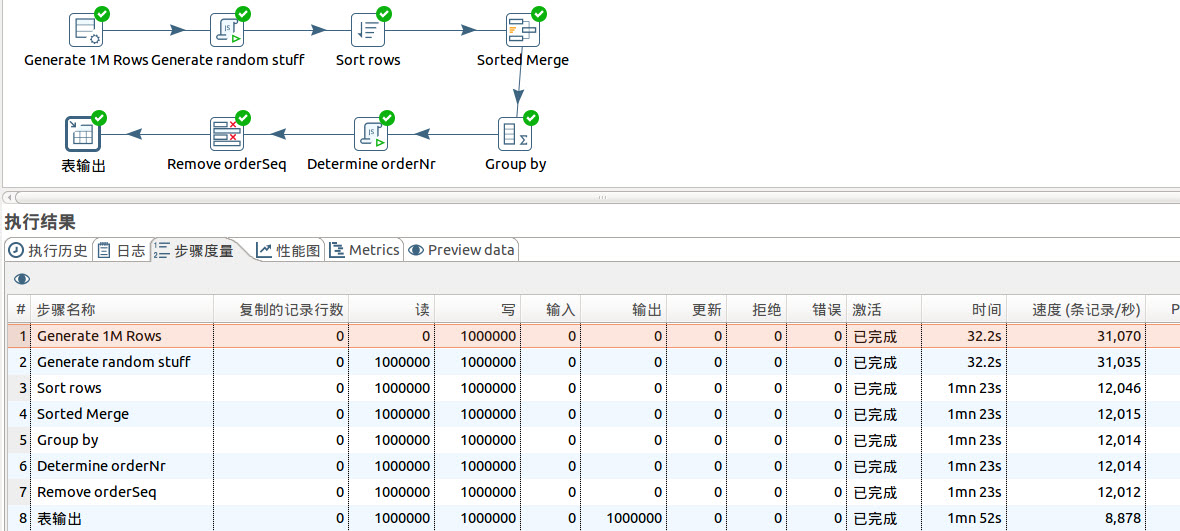 Generate 1M Rows Generate random stuff Sort rows Sorted Merge
表输出 Remove orderSeq Determine orderNr Group by
执行结果
执行历史 日志 步骤度量 性能图 Metrics Preview data
# 步骤名称 复制的记录行数 读 写 输入 输出 更新 拒绝 错误 激活 时间 速度 (条记录/秒) P
1 Generate 1M Rows 0 0 1000000 0 0 0 0 0 已完成 32.2s 31,070
2 Generate random stuff 0 1000000 1000000 0 0 0 0 0 已完成 32.2s 31,035
3 Sort rows 0 1000000 1000000 0 0 0 0 0 已完成 1mn 23s 12,046
4 Sorted Merge 0 1000000 1000000 0 0 0 0 0 已完成 1mn 23s 12,015
5 Group by 0 1000000 1000000 0 0 0 0 0 已完成 1mn 23s 12,014
6 Determine orderNr 0 1000000 1000000 0 0 0 0 0 已完成 1mn 23s 12,014
7 Remove orderSeq 0 1000000 1000000 0 0 0 0 0 已完成 1mn 23s 12,012
8 表输出 0 1000000 1000000 0 1000000 0 0 0 已完成 1mn 52s 8,878